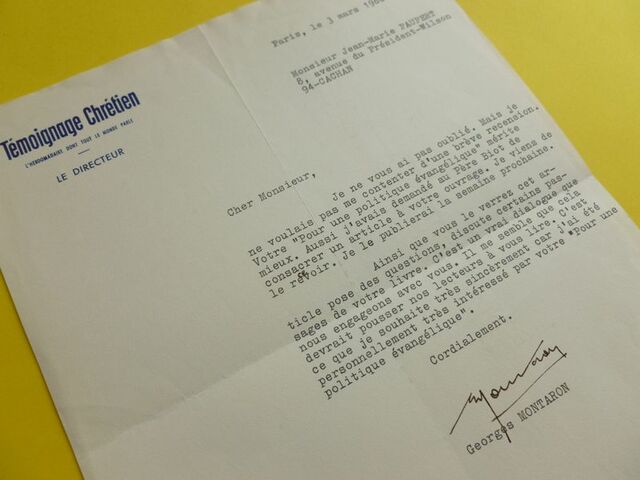 Paris, le 3 mars
Monsieur Jean-Marie PAUPERT
8, avenue du Président-Wilson
94-CACHAN
Témoignage Chrétien
L'HEBDOMADAIRE DONT TOUT LE MONDE PARLE
LE DIRECTEUR
Cher Monsieur,
Je ne vous ai pas oublié. Mais je
ne voulais pas me contenter d'une brève recension.
Votre "Pour une politique évangélique" mérite
mieux. Aussi j'avais demandé au Père Biot de
consacrer un article à votre ouvrage. Je viens de
le revoir. Je le publierai la semaine prochaine.
Ainsi que vous le verrez cet ar-
ticle pose des questions, discute certains pas-
sages de votre livre. C'est un vrai dialogue que
nous engageons avec vous. Il me semble que cela
devrait pousser nos lecteurs à vous lire. C'est
ce que je souhaite très sincèrement car j'ai été
personnellement très intéressé par votre "Pour une
politique évangélique".
Cordialement.
Georges MONTARON